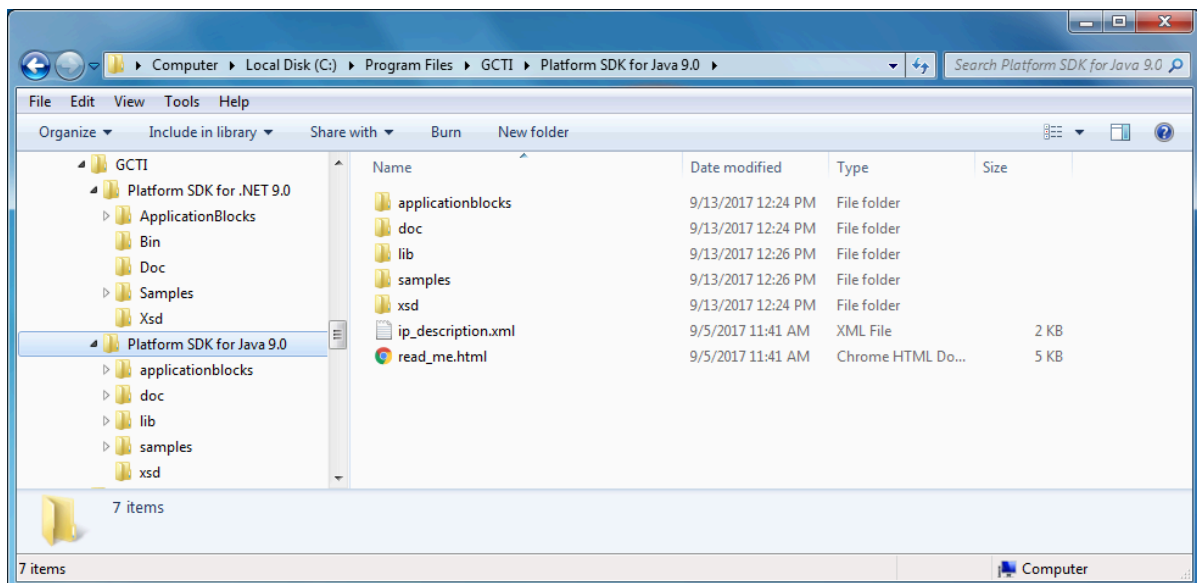 Computer Local Disk (C:) Program Files GCTI Platform SDK for Java 9.0 Search Platform SDK for Java 9.0
File Edit View Tools Help
Organize Include in library Share with Burn New folder
GCTI
Platform SDK for .NET 9.0
ApplicationBlocks
Bin
Doc
Samples
Xsd
Platform SDK for Java 9.0
applicationblocks
doc
lib
samples
xsd
Name Date modified Type Size
applicationblocks 9/13/2017 12:24 PM File folder
doc 9/13/2017 12:24 PM File folder
lib 9/13/2017 12:26 PM File folder
samples 9/13/2017 12:26 PM File folder
xsd 9/13/2017 12:24 PM File folder
ip_description.xml 9/5/2017 11:41 AM XML File 2 KB
read_me.html 9/5/2017 11:41 AM Chrome HTML Do... 5 KB
7 items
7 items Computer